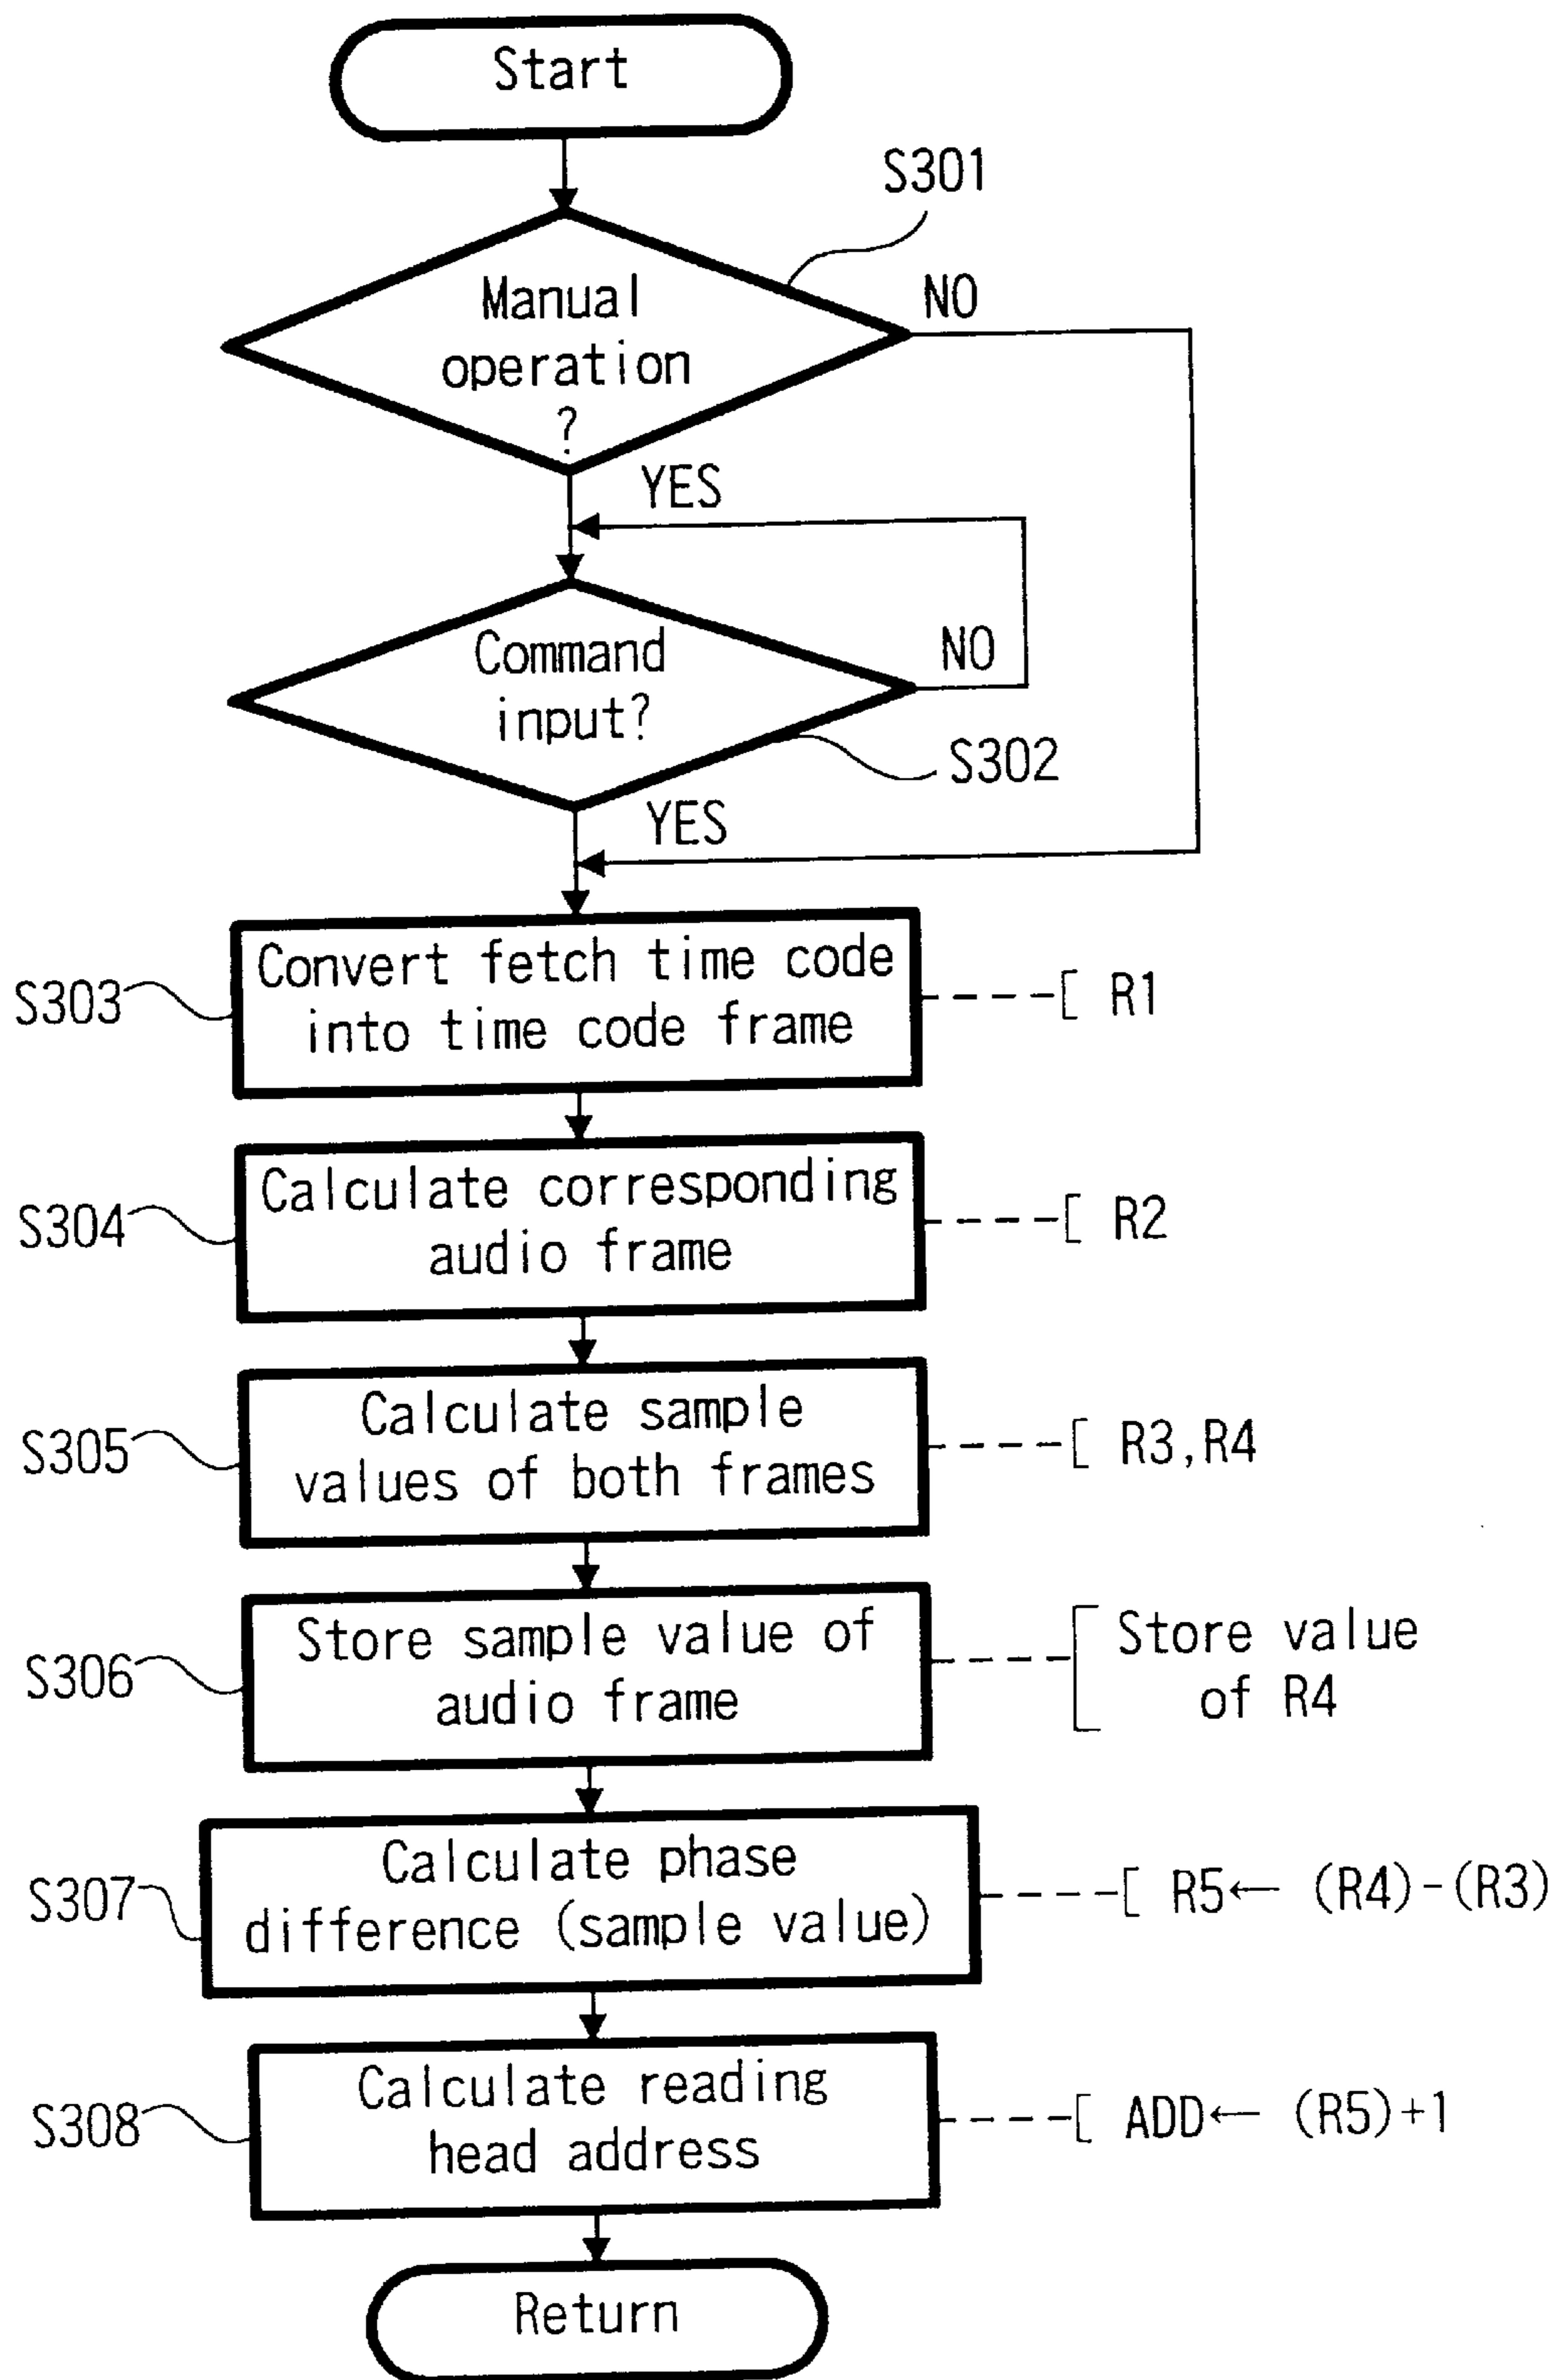 Start
S301
Manual
operation
?
NO
YES
Command
input?
NO
S302
YES
S303
Convert fetch time code
into time code frame
R1
S304
Calculate corresponding
audio frame
R2
S305
Calculate sample
values of both frames
R3,R4
S306
Store sample value of
audio frame
Store value
of R4
S307
Calculate phase
difference (sample value)
R5← (R4)-(R3)
S308
Calculate reading
head address
ADD← (R5)+1
Return